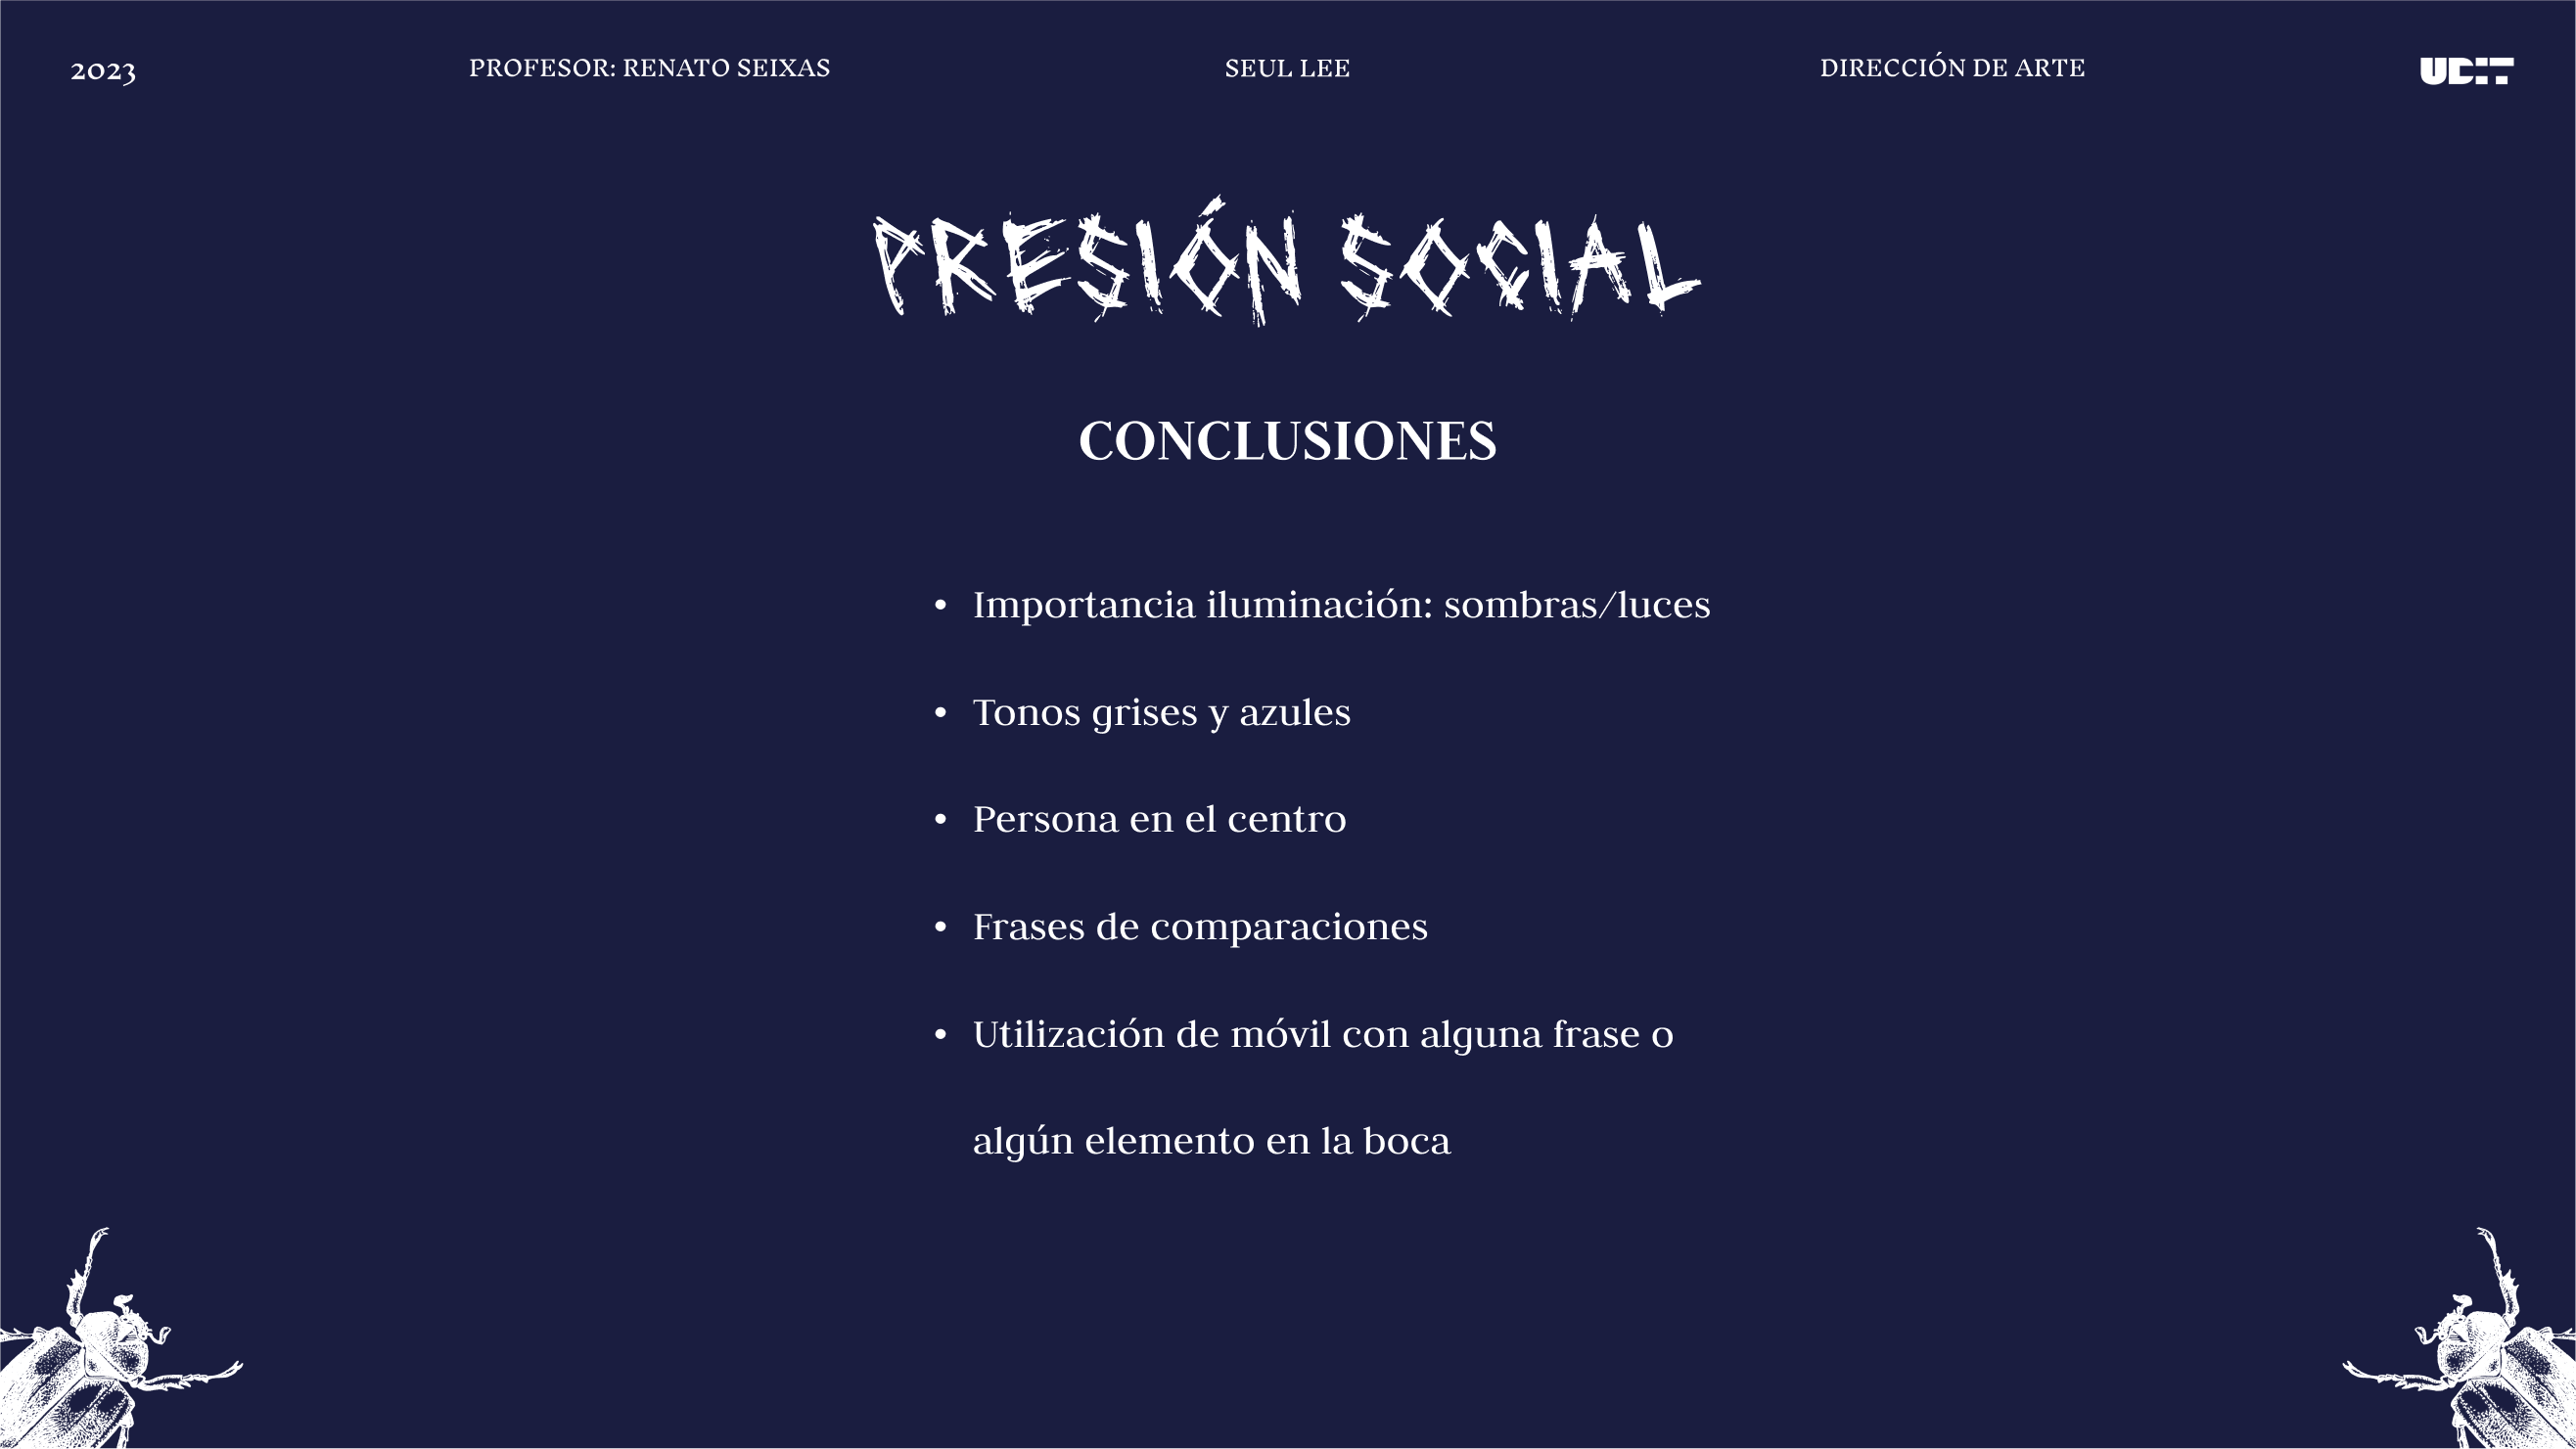 2023
PROFESOR: RENATO SEIXAS
SEUL LEE
DIRECCIÓN DE ARTE
UDIT
PRESIÓN SOCIAL
CONCLUSIONES
• Importancia iluminación: sombras/luces
• Tonos grises y azules
• Persona en el centro
• Frases de comparaciones
• Utilización de móvil con alguna frase o
algún elemento en la boca